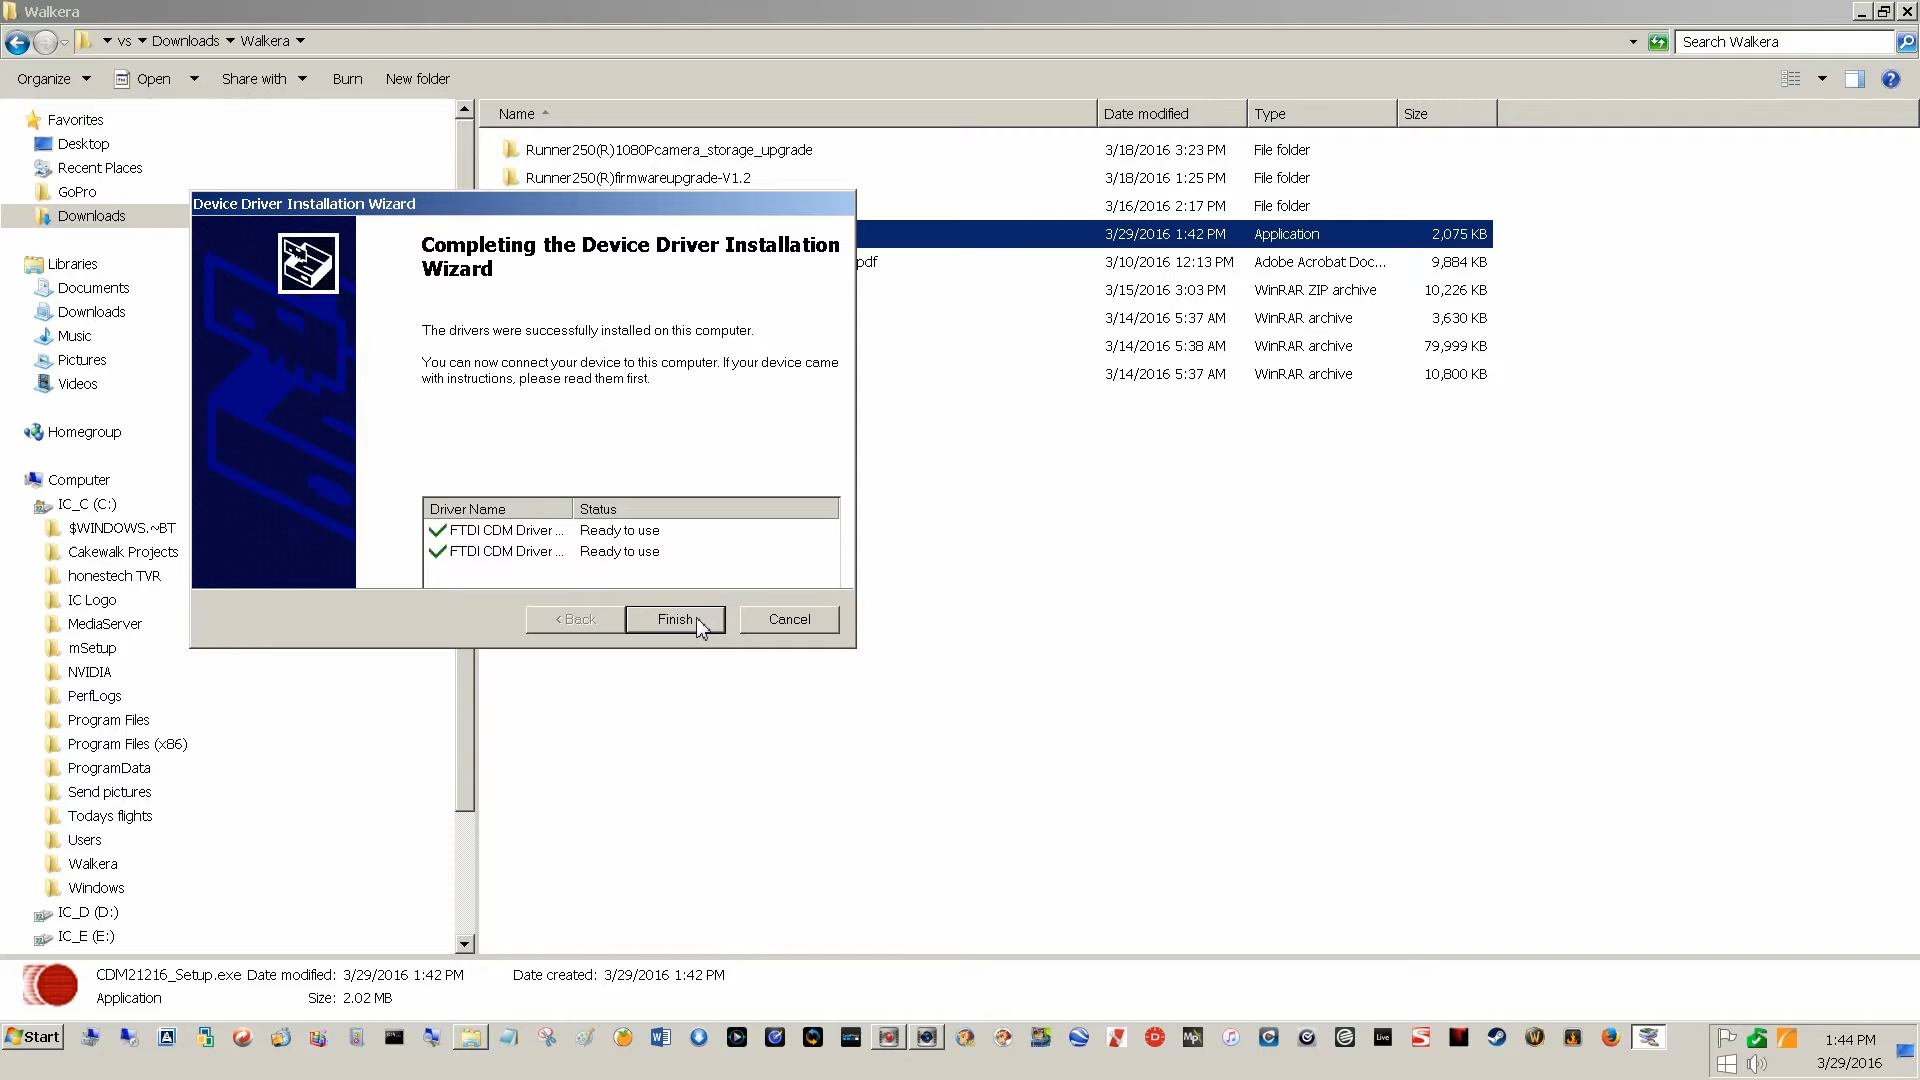 Walkera
vs Downloads Walkera
Search Walkera
Organize Open Share with Burn New folder
Name Date modified Type Size
Favorites
Desktop
Recent Places
GoPro
Downloads
Libraries
Documents
Downloads
Music
Pictures
Videos
Homegroup
Computer
IC_C (C:)
$WINDOWS.~BT
Cakewalk Projects
honestech TVR
IC Logo
MediaServer
mSetup
NVIDIA
PerfLogs
Program Files
Program Files (x86)
ProgramData
Send pictures
Todays flights
Users
Walkera
Windows
IC_D (D:)
IC_E (E:)
Runner250(R)1080Pcamera_storage_upgrade 3/18/2016 3:23 PM File folder
Runner250(R)firmwareupgrade-V1.2 3/18/2016 1:25 PM File folder
3/16/2016 2:17 PM File folder
3/29/2016 1:42 PM Application 2,075 KB
pdf 3/10/2016 12:13 PM Adobe Acrobat Doc... 9,884 KB
3/15/2016 3:03 PM WinRAR ZIP archive 10,226 KB
3/14/2016 5:37 AM WinRAR archive 3,630 KB
3/14/2016 5:38 AM WinRAR archive 79,999 KB
3/14/2016 5:37 AM WinRAR archive 10,800 KB
Device Driver Installation Wizard
Completing the Device Driver Installation
Wizard
The drivers were successfully installed on this computer.
You can now connect your device to this computer. If your device came
with instructions, please read them first.
Driver Name Status
FTDI CDM Driver ... Ready to use
FTDI CDM Driver ... Ready to use
< Back Finish Cancel
CDM21216_Setup.exe Date modified: 3/29/2016 1:42 PM Date created: 3/29/2016 1:42 PM
Application Size: 2.02 MB
Start
Live
1:44 PM
3/29/2016